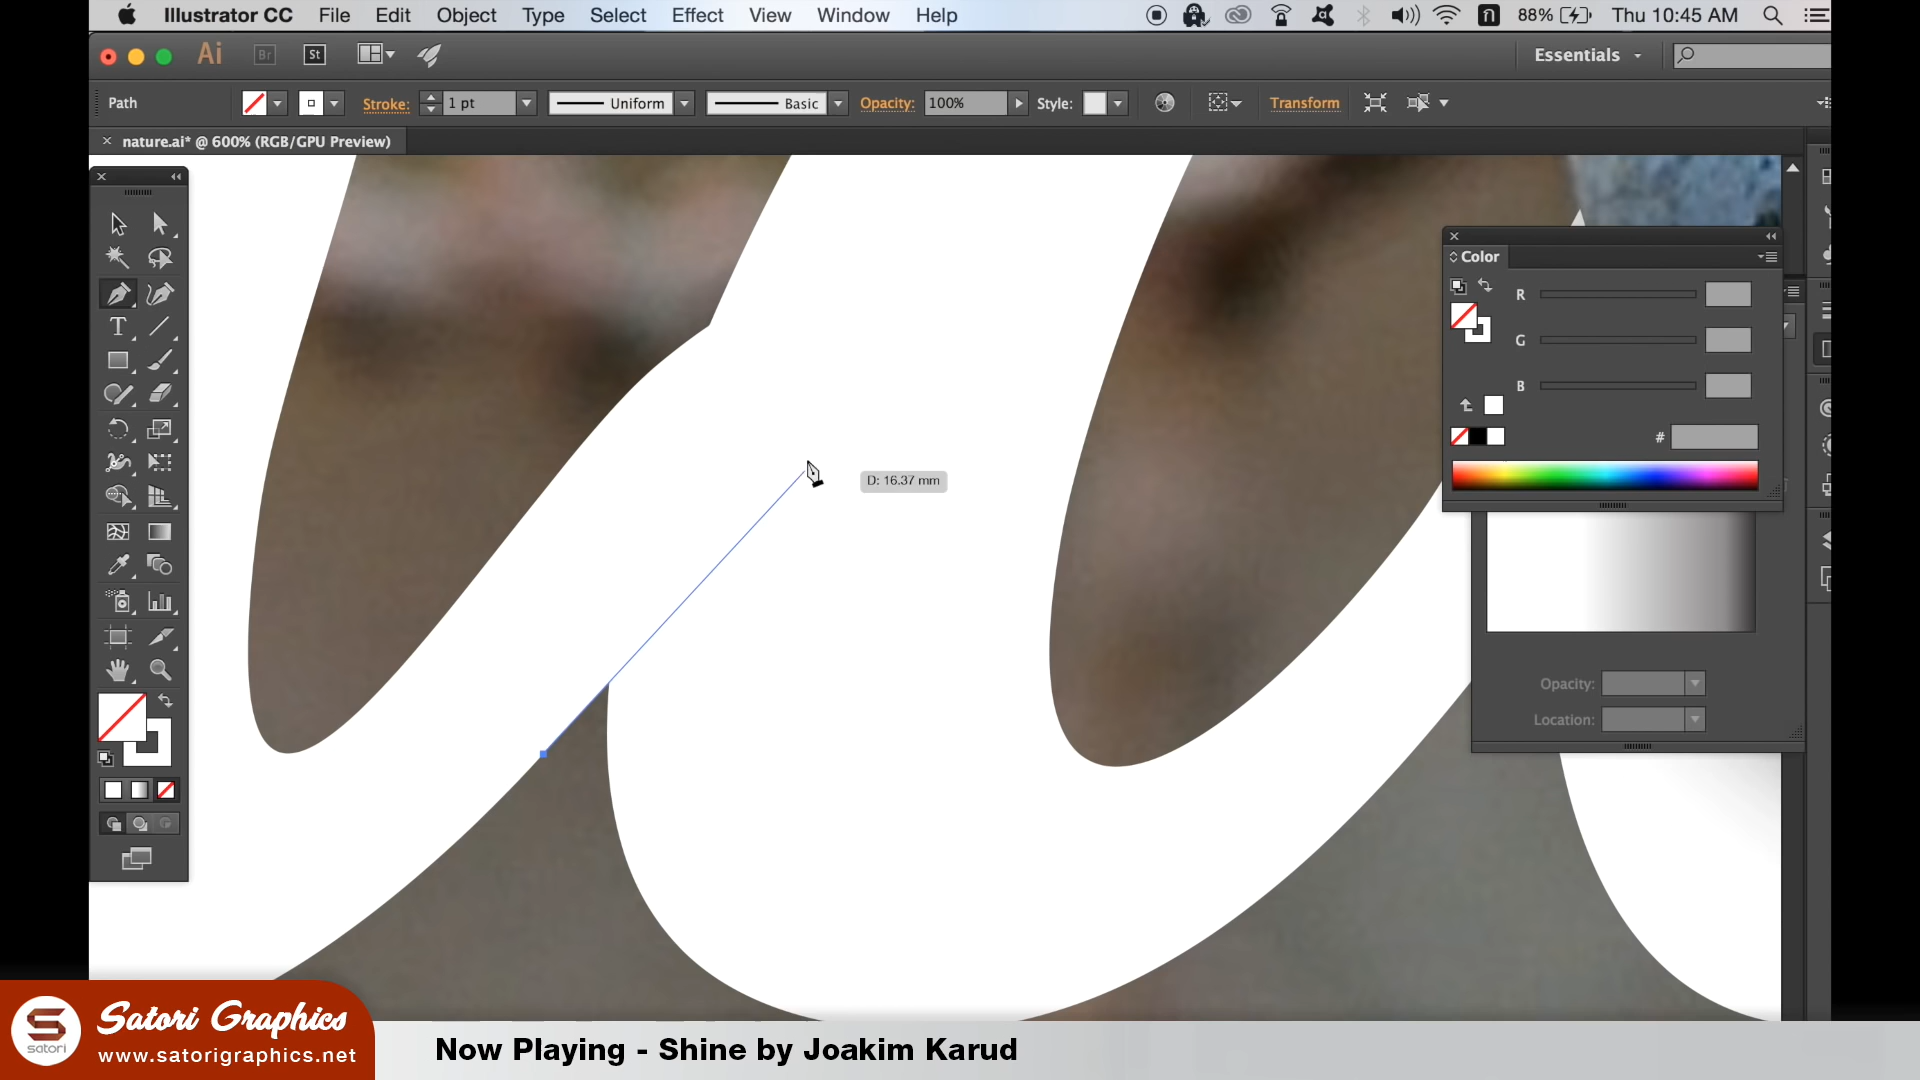 Illustrator CC File Edit Object Type Select Effect View Window Help 88% Thu 10:45 AM
Ai Br St Essentials
Path Stroke: 1 pt Uniform Basic Opacity: 100% Style: Transform
× nature.ai* @ 600% (RGB/GPU Preview)
Color
R
G
B
#
D: 16.37 mm
Opacity:
Location:
Satori Graphics
www.satorigraphics.net
satori
Now Playing - Shine by Joakim Karud